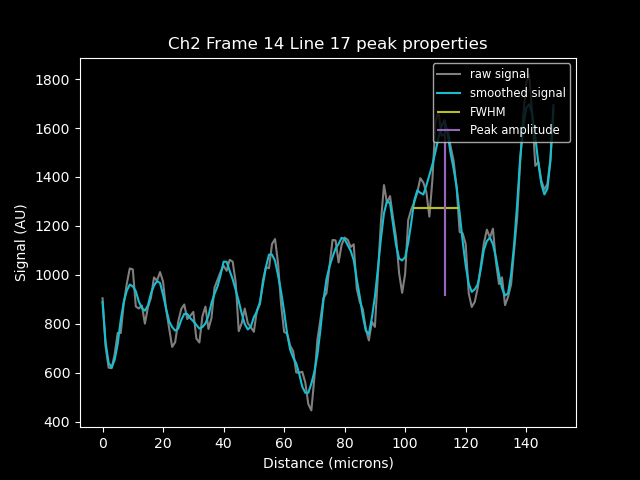 Ch2 Frame 14 Line 17 peak properties
raw signal
smoothed signal
FWHM
Peak amplitude
1800
1600
1400
1200
1000
800
600
400
Signal (AU)
0 20 40 60 80 100 120 140
Distance (microns)